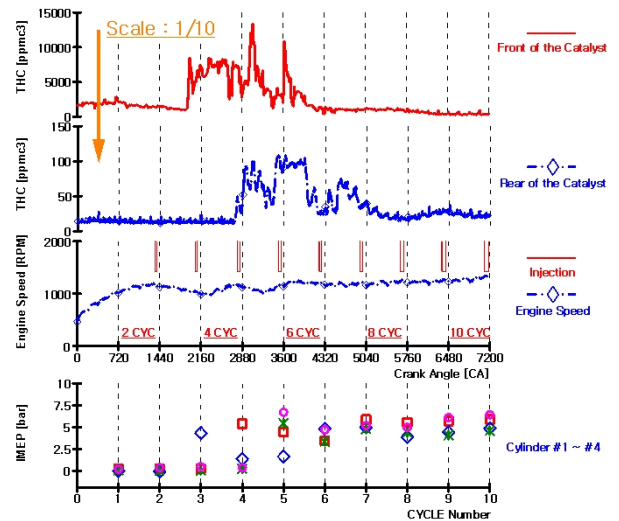 15000
10000
5000
0
THC [ppmc3]
Scale : 1/10
Front of the Catalyst
150
100
50
0
THC [ppmc3]
Rear of the Catalyst
2000
1000
0
Engine Speed [RPM]
Injection
Engine Speed
2 CYC 4 CYC 6 CYC 8 CYC 10 CYC
0 720 1440 2160 2880 3600 4320 5040 5760 6480 7200
Crank Angle [CA]
10.0
7.5
5.0
2.5
0
IMEP [bar]
Cylinder #1 ~ #4
0 1 2 3 4 5 6 7 8 9 10
CYCLE Number